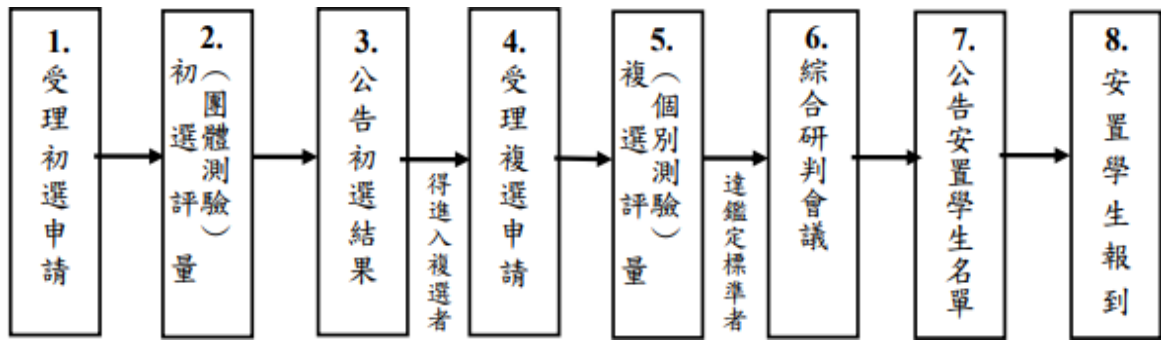 1.
受理初選申請
2.
初選評量
（團體測驗）
3.
公告初選結果
得進入複選者
4.
受理複選申請
5.
複選評量
（個別測驗）
達鑑定標準者
6.
綜合研判會議
7.
公告安置學生名單
8.
安置學生報到